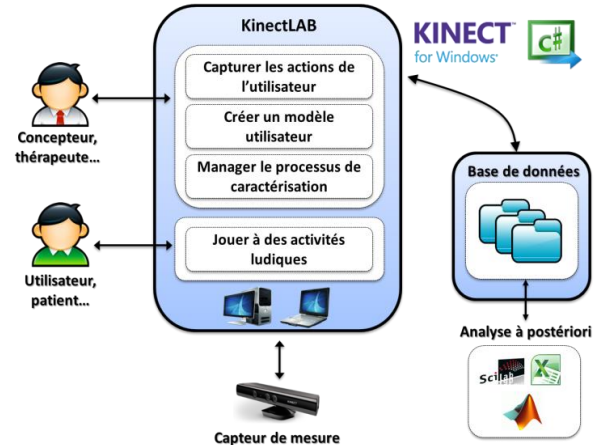 KinectLAB
KINECT™
for Windows®
C#
Capturer les actions de
l'utilisateur
Créer un modèle
utilisateur
Manager le processus de
caractérisation
Concepteur,
thérapeute...
Base de données
Jouer à des activités
ludiques
Utilisateur,
patient...
Analyse à postériori
Scilab
X
Capteur de mesure